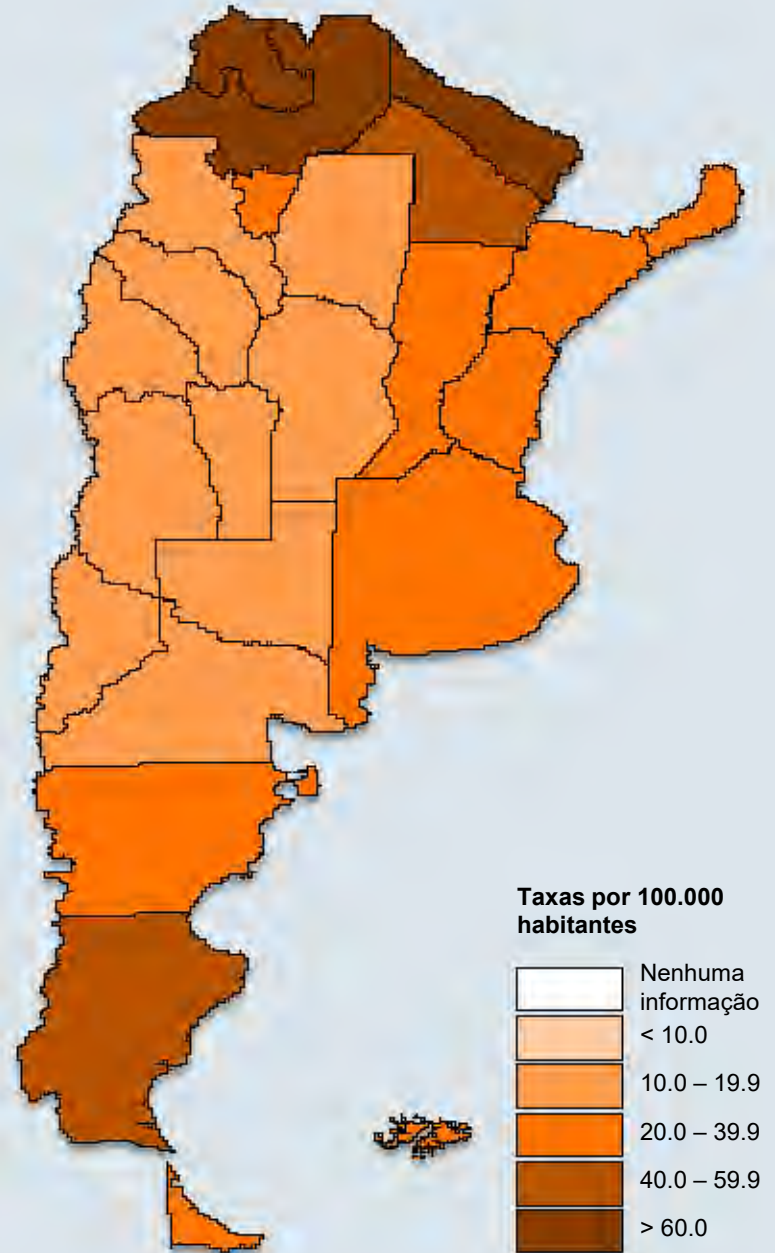 Taxas por 100.000
habitantes
Nenhuma
informação
< 10.0
10.0 – 19.9
20.0 – 39.9
40.0 – 59.9
> 60.0